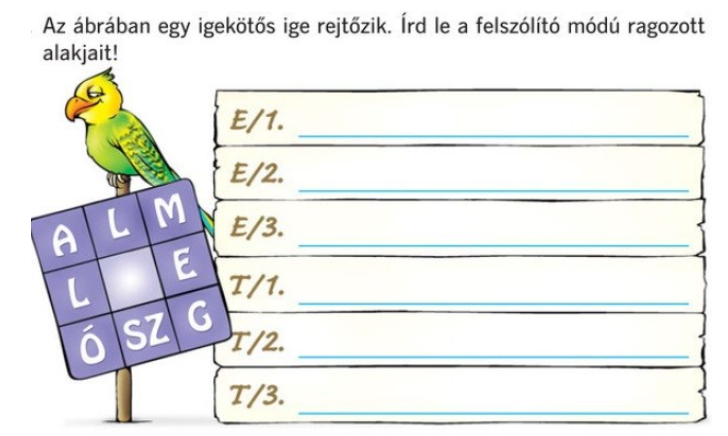 Az ábrában egy igekötős ige rejtőzik. Írd le a felszólító módú ragozott
alakjait!
E/1.
E/2.
E/3.
T/1.
T/2.
T/3.
A L M
L E
Ó SZ G